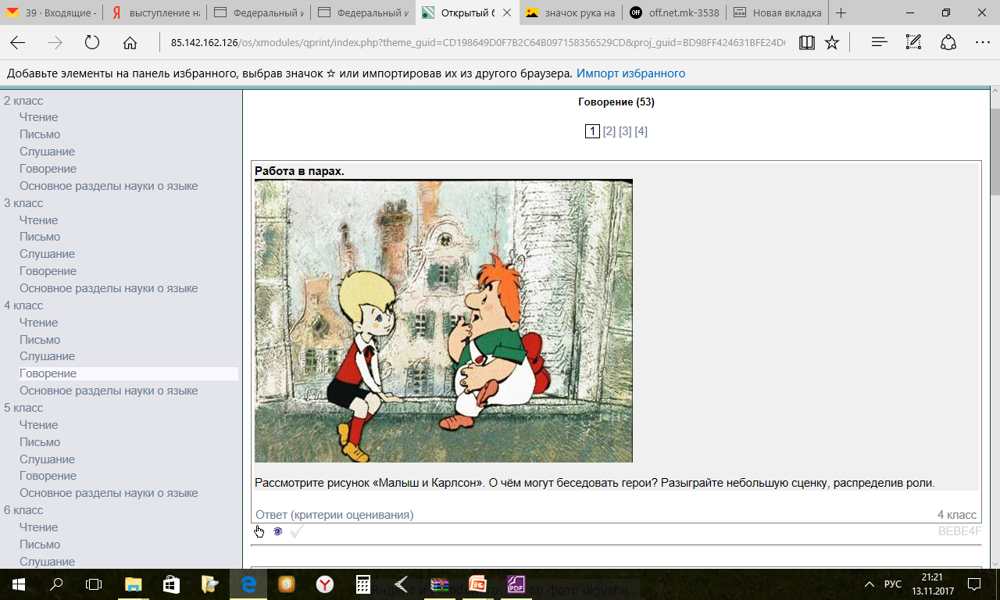 39 · Входящие -
выступление на
Федеральный и
Федеральный и
Открытый б
значок рука на
off.net.mk-3538
Новая вкладка
85.142.162.126/os/xmodules/qprint/index.php?theme_guid=CD198649D0F7B2C64B097158356529CD&proj_guid=BD98FF424631BFE24D
Добавьте элементы на панель избранного, выбрав значок ☆ или импортировав их из другого браузера. Импорт избранного
2 класс
Чтение
Письмо
Слушание
Говорение
Основное разделы науки о языке
3 класс
Чтение
Письмо
Слушание
Говорение
Основное разделы науки о языке
4 класс
Чтение
Письмо
Слушание
Говорение
Основное разделы науки о языке
5 класс
Чтение
Письмо
Слушание
Говорение
Основное разделы науки о языке
6 класс
Чтение
Письмо
Слушание
Говорение (53)
1 [2] [3] [4]
Работа в парах.
Рассмотрите рисунок «Малыш и Карлсон». О чём могут беседовать герои? Разыграйте небольшую сценку, распределив роли.
Ответ (критерии оценивания) 4 класс
BEBE4F
РУС
21:21
13.11.2017